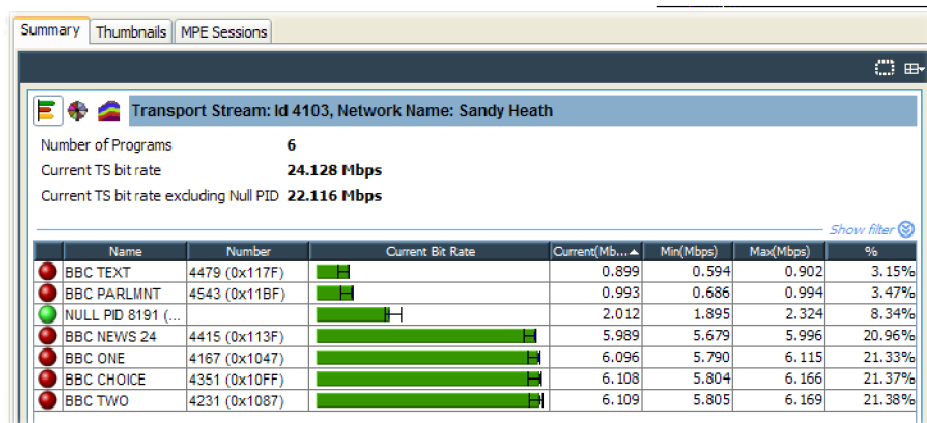 Summary Thumbnails MPE Sessions
Transport Stream: Id 4103, Network Name: Sandy Heath
Number of Programs 6
Current TS bit rate 24.128 Mbps
Current TS bit rate excluding Null PID 22.116 Mbps
Show filter
Name Number Current Bit Rate Current(Mb... Min(Mbps) Max(Mbps) %
BBC TEXT 4479 (0x117F) 0.899 0.594 0.902 3.15%
BBC PARLMNT 4543 (0x11BF) 0.993 0.686 0.994 3.47%
NULL PID 8191 (... 2.012 1.895 2.324 8.34%
BBC NEWS 24 4415 (0x113F) 5.989 5.679 5.996 20.96%
BBC ONE 4167 (0x1047) 6.096 5.790 6.115 21.33%
BBC CHOICE 4351 (0x10FF) 6.108 5.804 6.166 21.37%
BBC TWO 4231 (0x1087) 6.109 5.805 6.169 21.38%